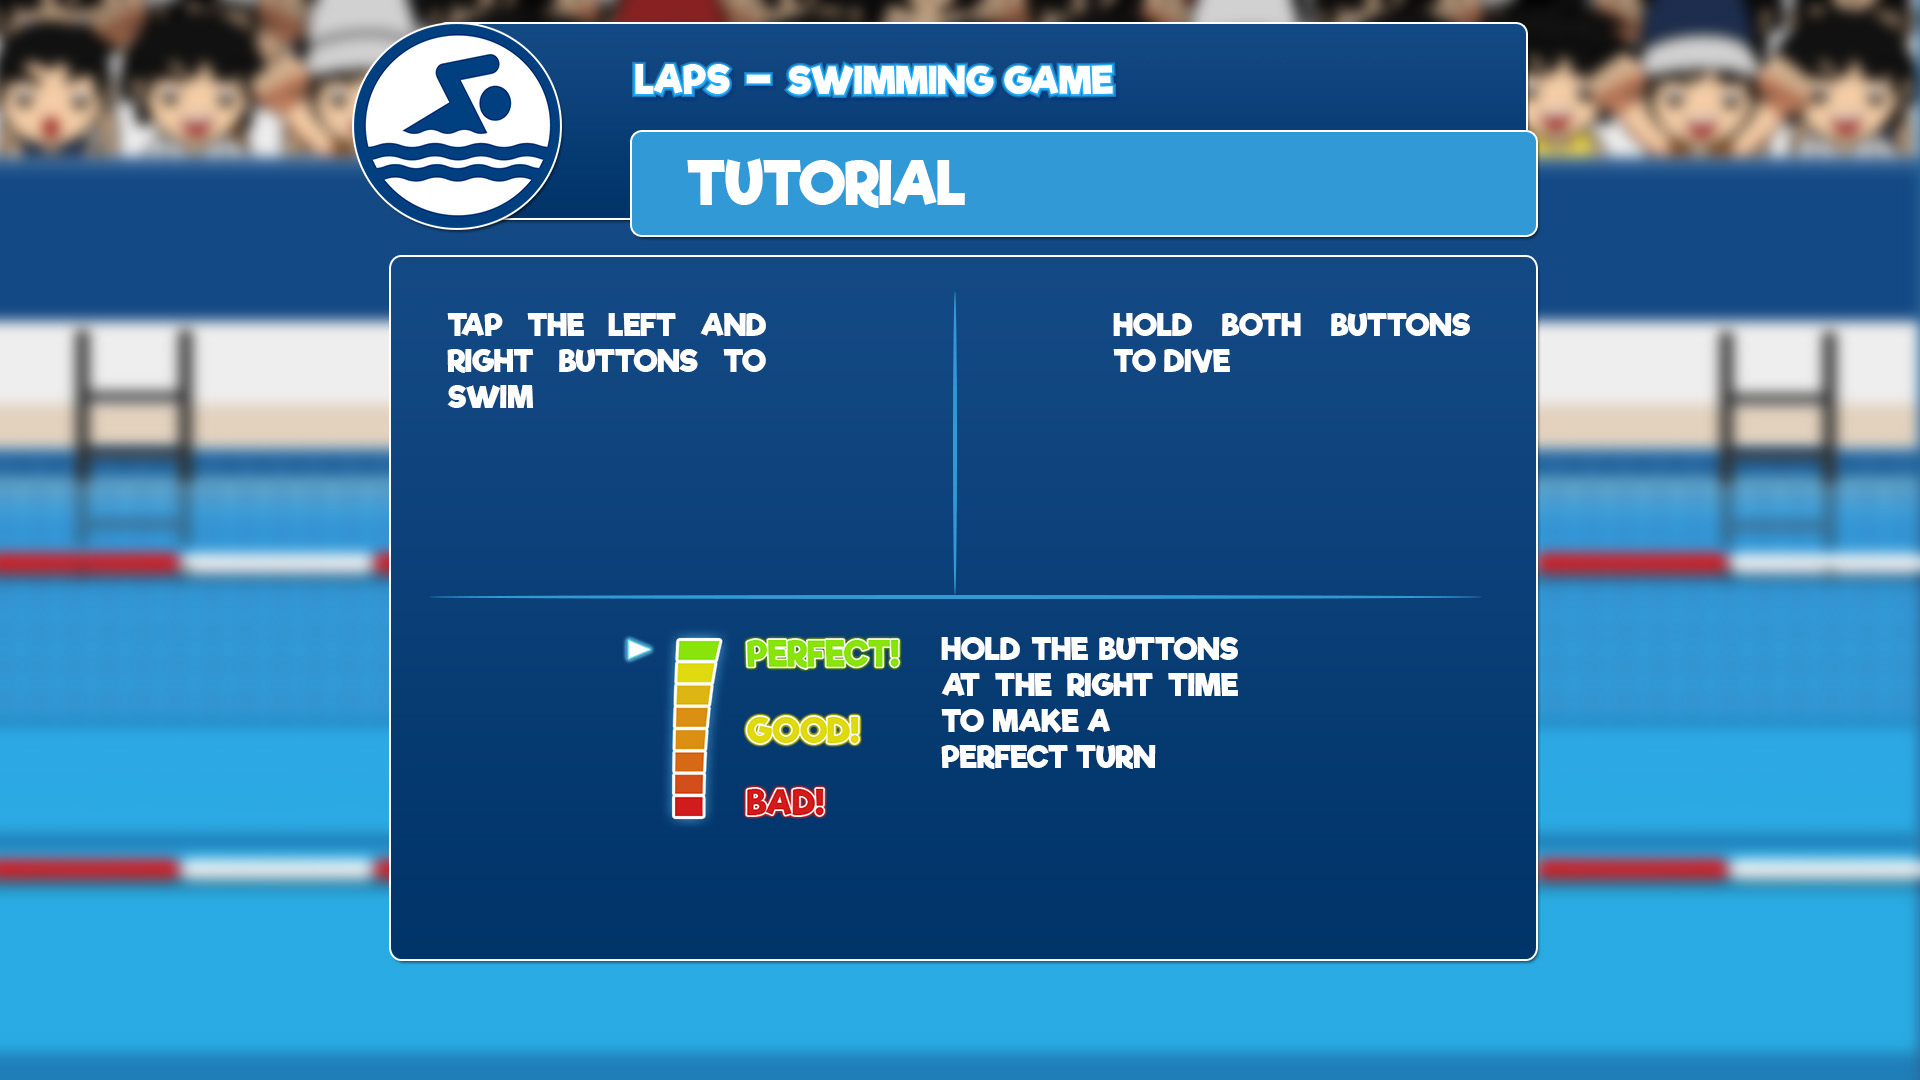 LAPS – SWIMMING GAME
TUTORIAL
TAP THE LEFT AND
RIGHT BUTTONS TO
SWIM
HOLD BOTH BUTTONS
TO DIVE
PERFECT!
GOOD!
BAD!
HOLD THE BUTTONS
AT THE RIGHT TIME
TO MAKE A
PERFECT TURN